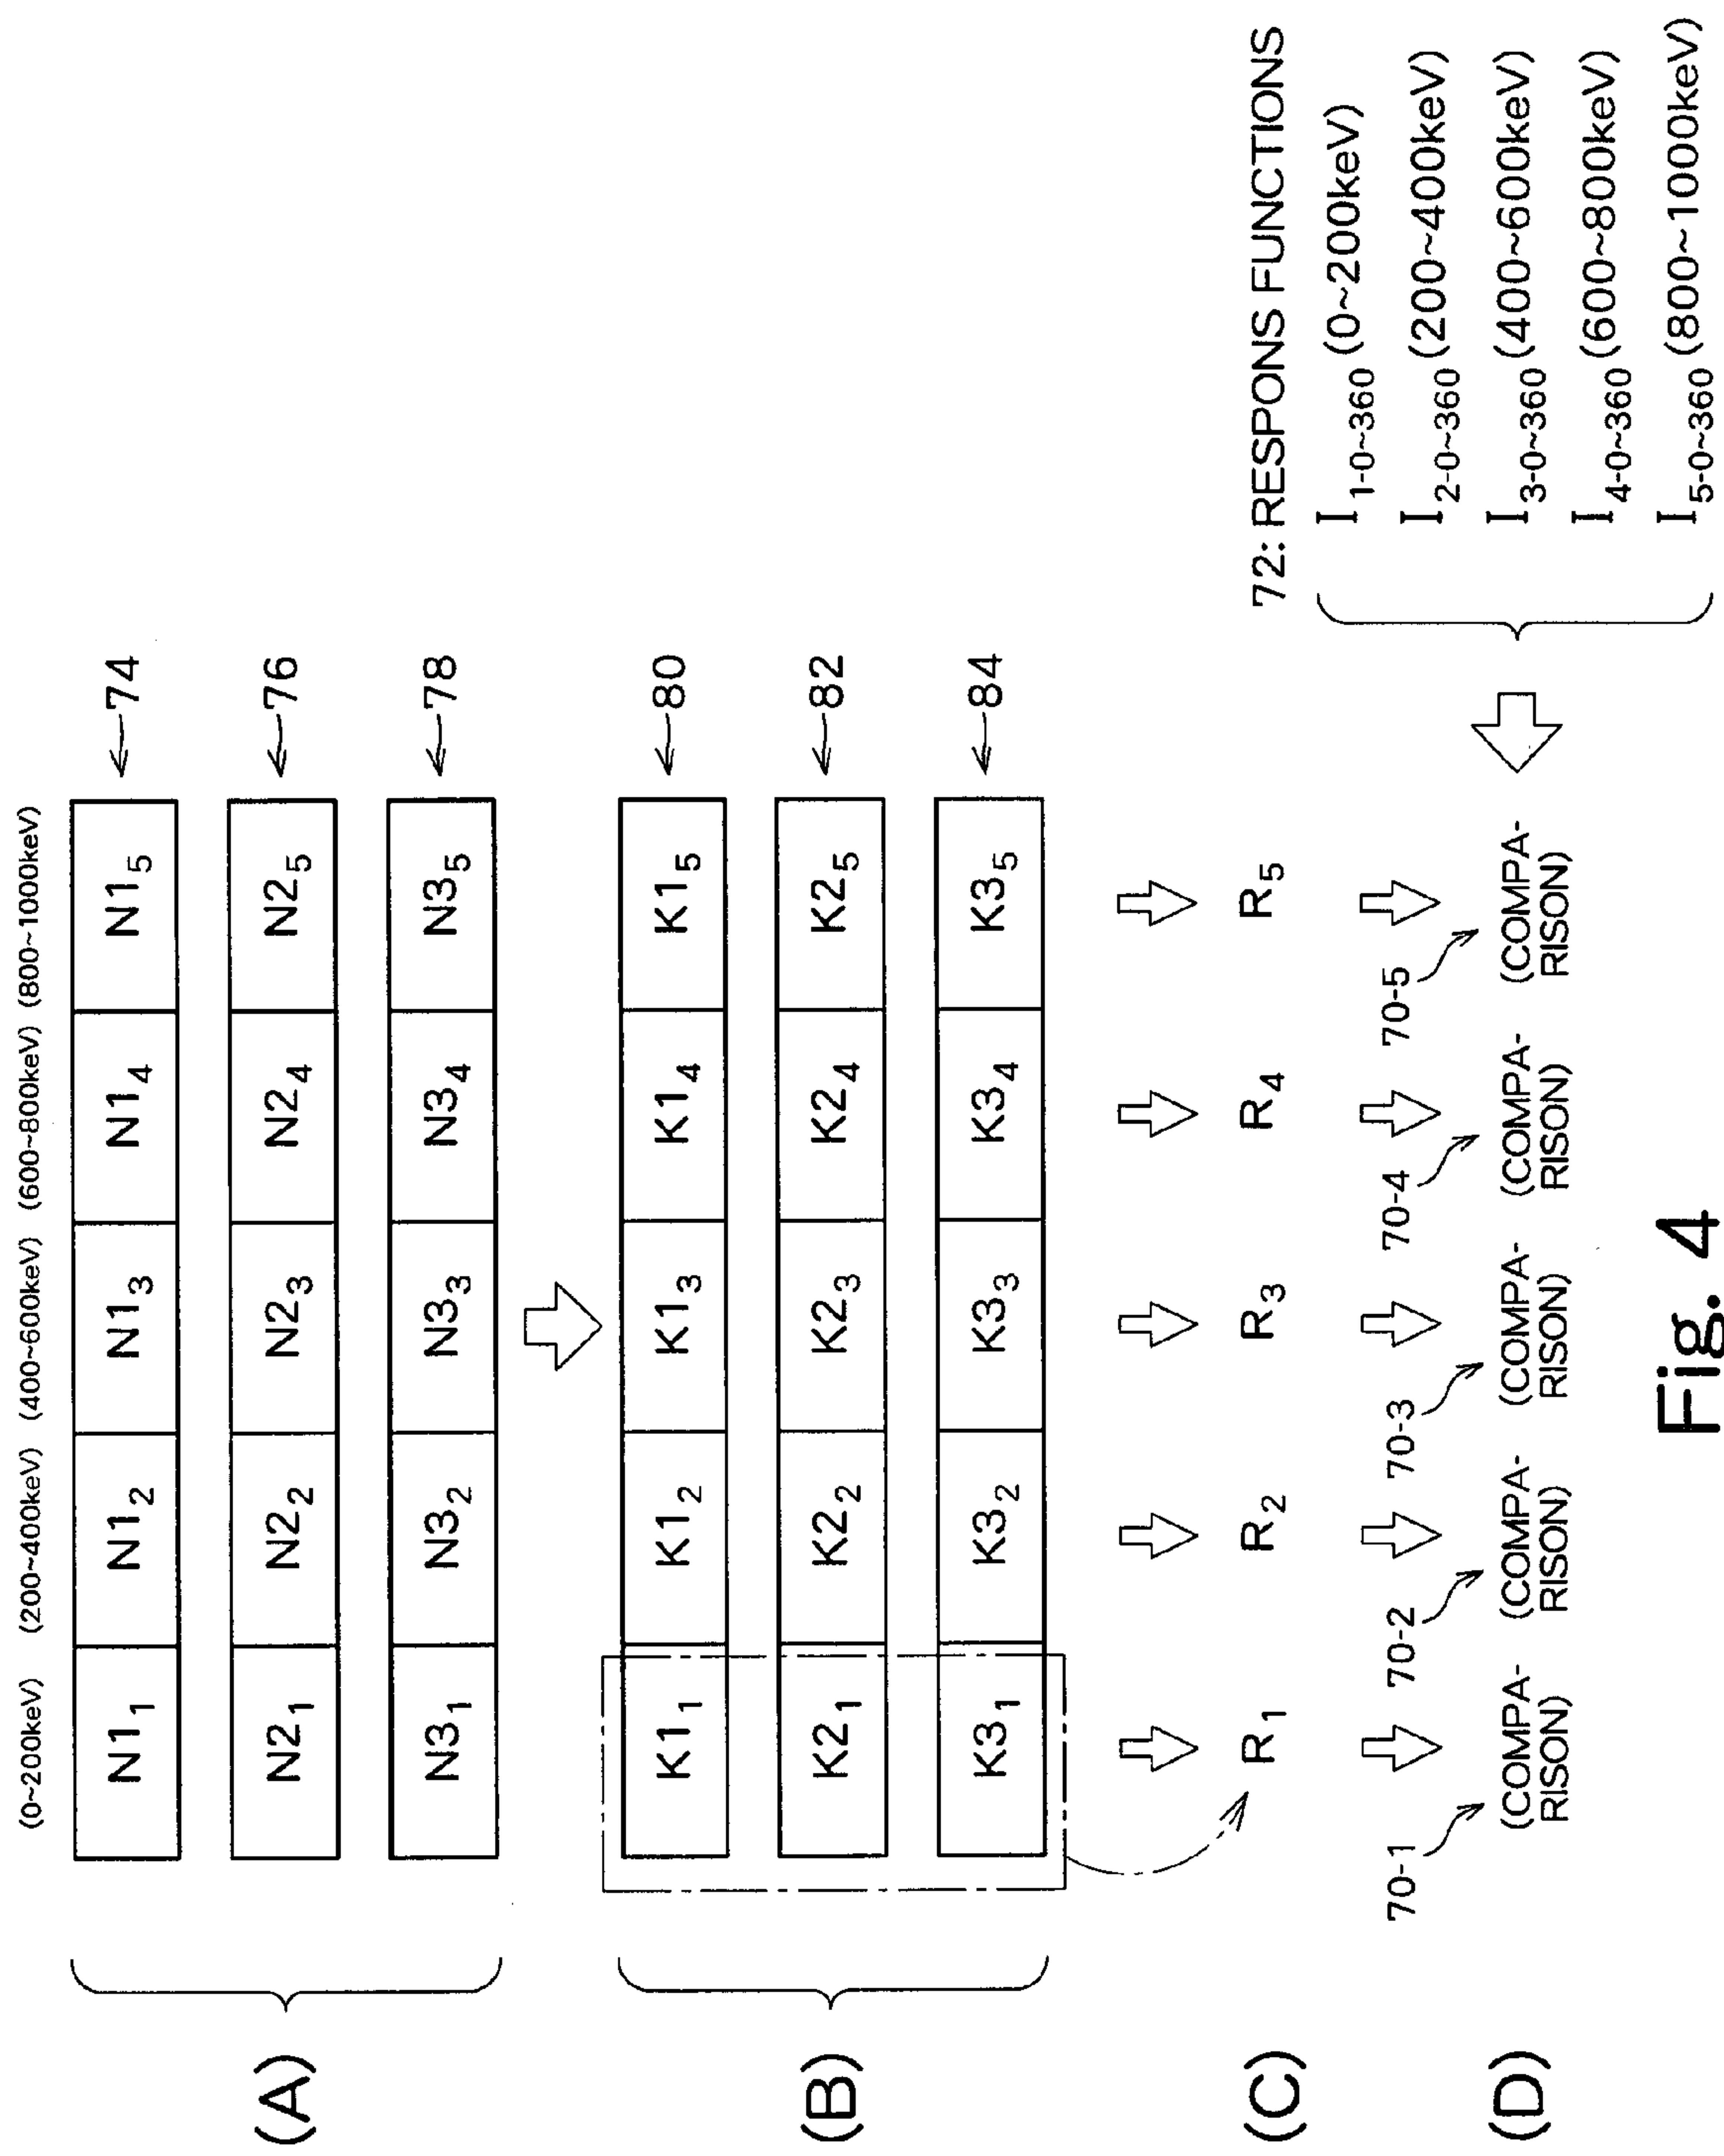 (0~200keV) (200~400keV) (400~600keV) (600~800keV) (800~1000keV)
(A)
N1₁ N1₂ N1₃ N1₄ N1₅ 74
N2₁ N2₂ N2₃ N2₄ N2₅ 76
N3₁ N3₂ N3₃ N3₄ N3₅ 78
(B)
K1₁ K1₂ K1₃ K1₄ K1₅ 80
K2₁ K2₂ K2₃ K2₄ K2₅ 82
K3₁ K3₂ K3₃ K3₄ K3₅ 84
(C) R₁ R₂ R₃ R₄ R₅
72: RESPONS FUNCTIONS
I₁₋₀~₃₆₀ (0~200keV)
I₂₋₀~₃₆₀ (200~400keV)
I₃₋₀~₃₆₀ (400~600keV)
I₄₋₀~₃₆₀ (600~800keV)
I₅₋₀~₃₆₀ (800~1000keV)
70-1 70-2 70-3 70-4 70-5
(D) (COMPA- (COMPA- (COMPA- (COMPA- (COMPA-
RISON) RISON) RISON) RISON) RISON)
Fig. 4